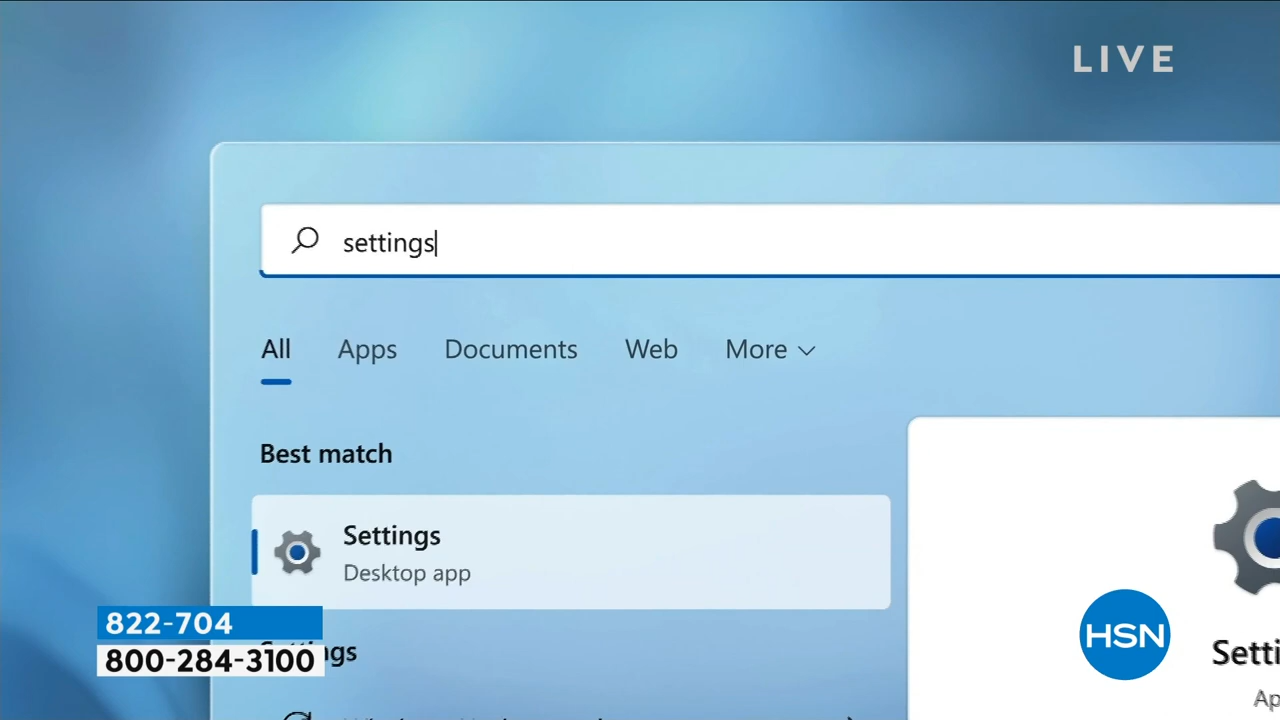 LIVE
settings
All Apps Documents Web More
Best match
Settings
Desktop app
822-704
800-284-3100
HSN